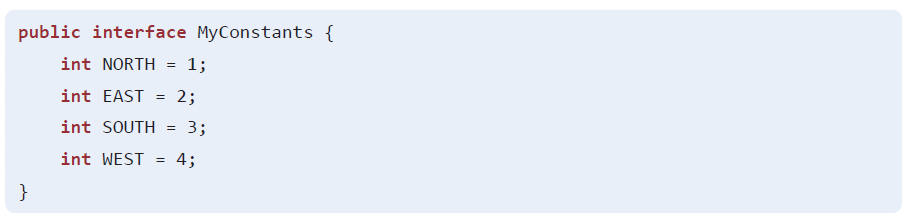 public interface MyConstants {
    int NORTH = 1;
    int EAST = 2;
    int SOUTH = 3;
    int WEST = 4;
}